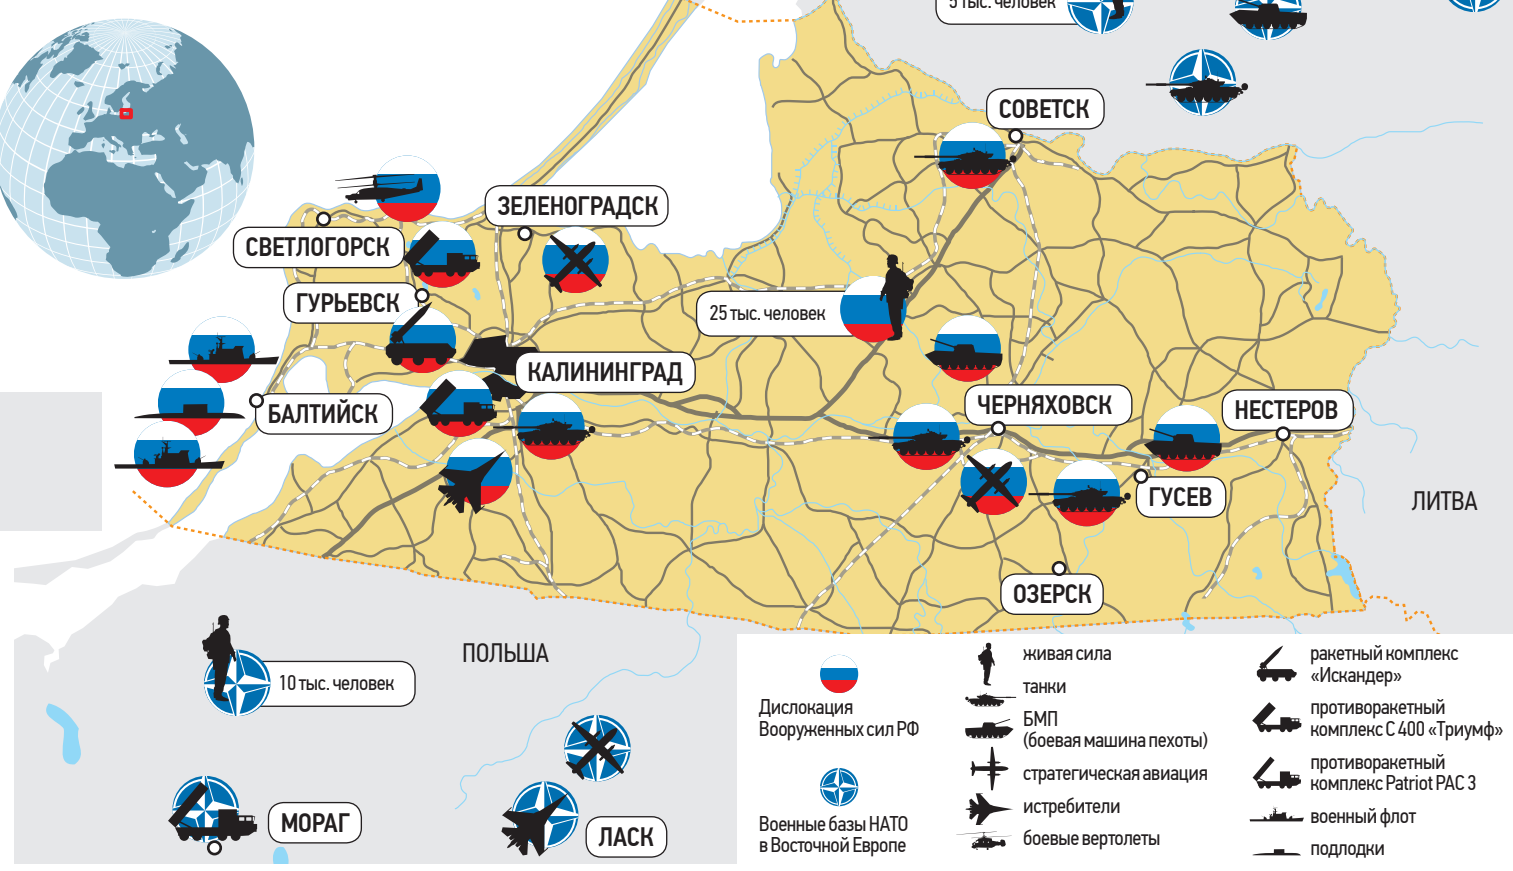 5 тыс. человек
СОВЕТСК
ЗЕЛЕНОГРАДСК
СВЕТЛОГОРСК
ГУРЬЕВСК
25 тыс. человек
КАЛИНИНГРАД
БАЛТИЙСК
ЧЕРНЯХОВСК
НЕСТЕРОВ
ГУСЕВ
ЛИТВА
ОЗЕРСК
ПОЛЬША
10 тыс. человек
МОРАГ
ЛАСК
Дислокация
Вооруженных сил РФ
Военные базы НАТО
в Восточной Европе
живая сила
танки
БМП
(боевая машина пехоты)
стратегическая авиация
истребители
боевые вертолеты
ракетный комплекс
«Искандер»
противоракетный
комплекс С 400 «Триумф»
противоракетный
комплекс Patriot PAC 3
военный флот
подлодки